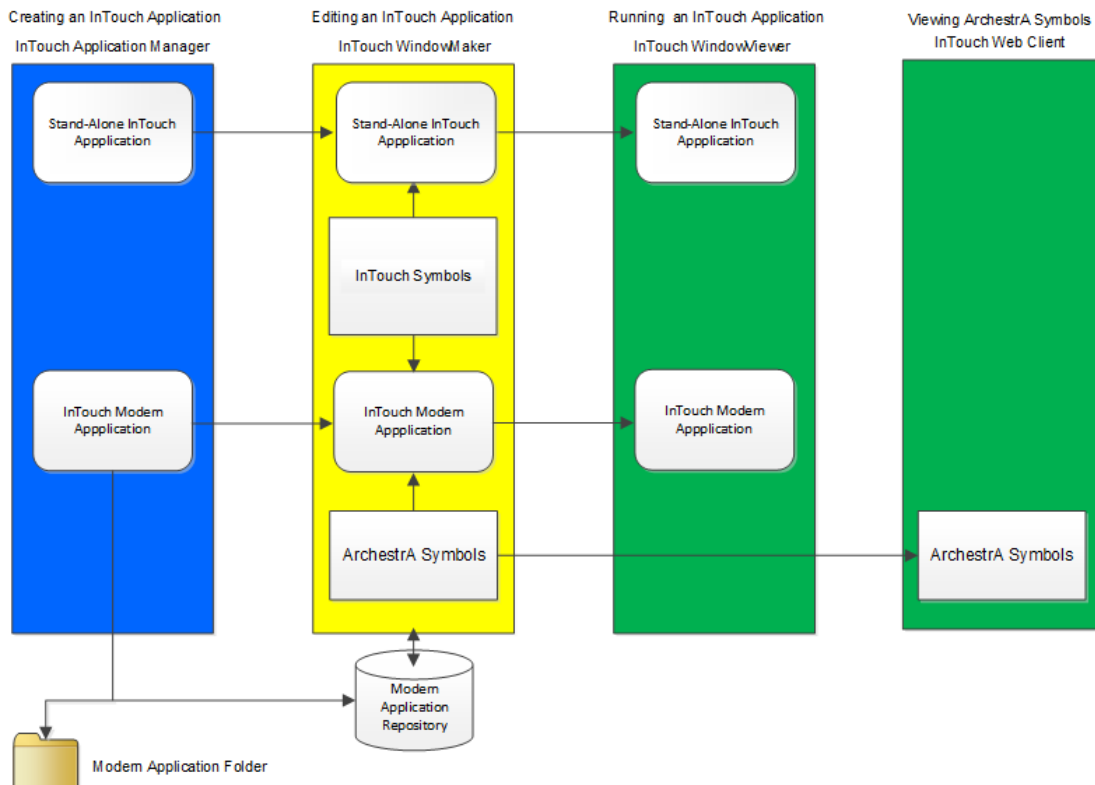 Creating an InTouch Application
Editing an InTouch Application
Running an InTouch Application
Viewing ArchestrA Symbols
InTouch Application Manager
InTouch WindowMaker
InTouch WindowViewer
InTouch Web Client
Stand-Alone InTouch
Appplication
Stand-Alone InTouch
Appplication
Stand-Alone InTouch
Appplication
InTouch Symbols
InTouch Modern
Appplication
InTouch Modern
Appplication
InTouch Modern
Appplication
ArchestrA Symbols
ArchestrA Symbols
Modern
Application
Repository
Modern Application Folder